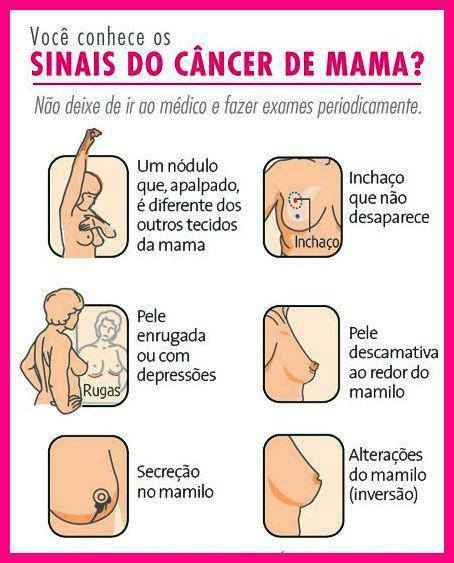 Você conhece os
SINAIS DO CÂNCER DE MAMA?
Não deixe de ir ao médico e fazer exames periodicamente.
Um nódulo
que, apalpado,
é diferente dos
outros tecidos
da mama
Inchaço
que não
desaparece
Inchaço
Pele
enrugada
ou com
depressões
Rugas
Pele
descamativa
ao redor do
mamilo
Secreção
no mamilo
Alterações
do mamilo
(inversão)